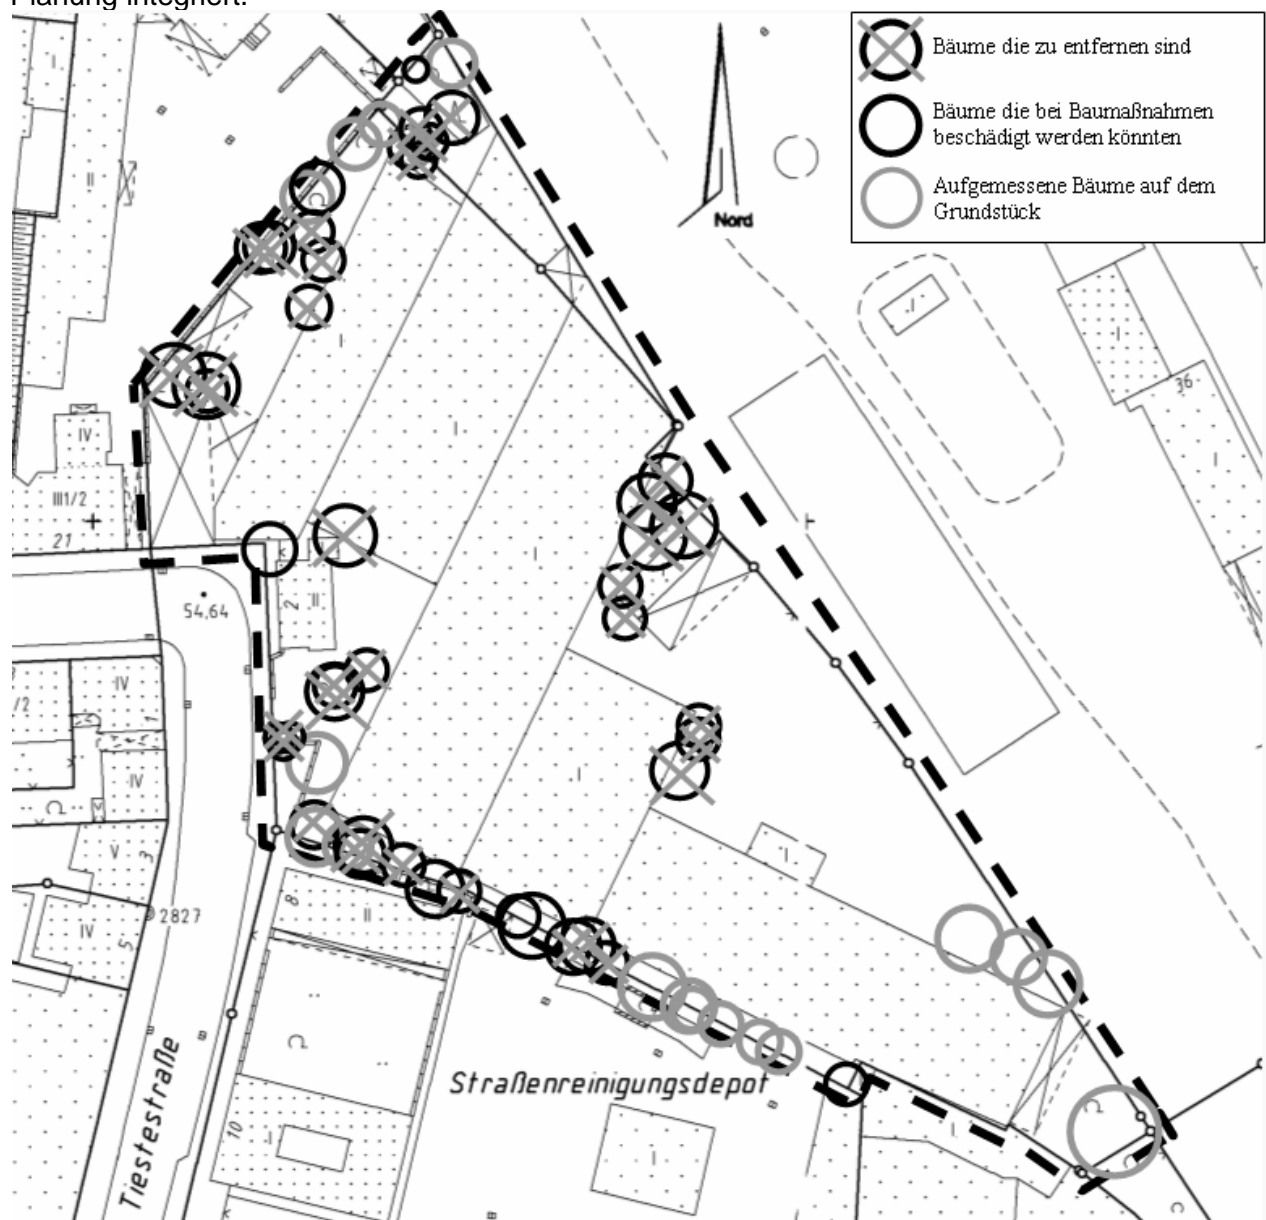 Planung integriert.
Bäume die zu entfernen sind
Bäume die bei Baumaßnahmen
beschädigt werden könnten
Aufgemessene Bäume auf dem
Grundstück
Nord
I
II
I
36
I
I
IV
III1/2
21
I
I
2
II
54,64
IV
/2
1
IV
I
I
V
3
8
II
2827
IV
5
Straßenreinigungsdepot
Tiestestraße
10
I
I
I